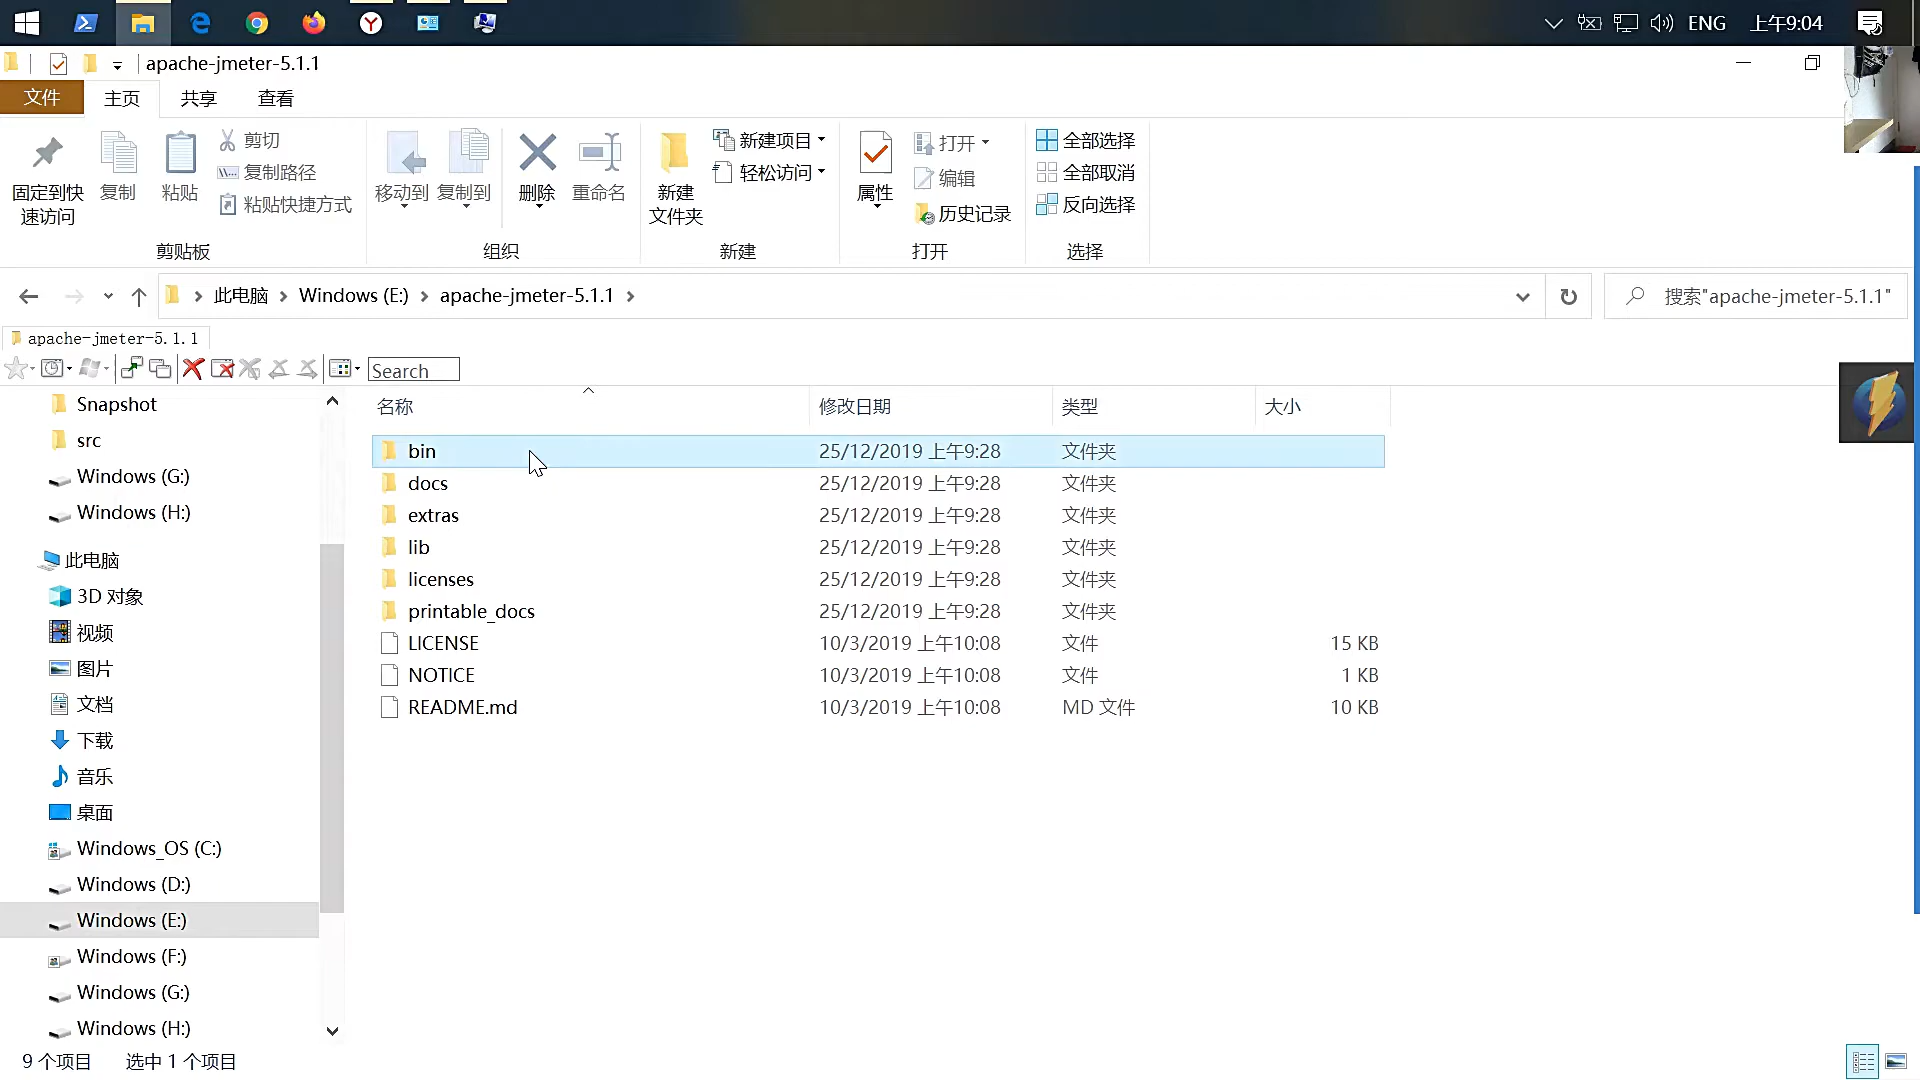 ENG 上午9:04
apache-jmeter-5.1.1
文件 主页 共享 查看
固定到快速访问 复制 粘贴 剪切 复制路径 粘贴快捷方式
移动到 复制到 删除 重命名
新建文件夹 新建项目 轻松访问
属性 打开 编辑 历史记录
全部选择 全部取消 反向选择
剪贴板 组织 新建 打开 选择
此电脑 Windows (E:) apache-jmeter-5.1.1 搜索"apache-jmeter-5.1.1"
apache-jmeter-5.1.1
Search
Snapshot
src
Windows (G:)
Windows (H:)
此电脑
3D 对象
视频
图片
文档
下载
音乐
桌面
Windows_OS (C:)
Windows (D:)
Windows (E:)
Windows (F:)
Windows (G:)
Windows (H:)
名称 修改日期 类型 大小
bin 25/12/2019 上午9:28 文件夹
docs 25/12/2019 上午9:28 文件夹
extras 25/12/2019 上午9:28 文件夹
lib 25/12/2019 上午9:28 文件夹
licenses 25/12/2019 上午9:28 文件夹
printable_docs 25/12/2019 上午9:28 文件夹
LICENSE 10/3/2019 上午10:08 文件 15 KB
NOTICE 10/3/2019 上午10:08 文件 1 KB
README.md 10/3/2019 上午10:08 MD 文件 10 KB
9 个项目 选中 1 个项目